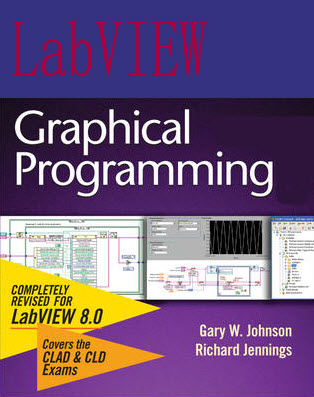 LabVIEW
Graphical
Programming
COMPLETELY
REVISED FOR
LabVIEW 8.0
Covers the
CLAD & CLD
Exams
Gary W. Johnson
Richard Jennings